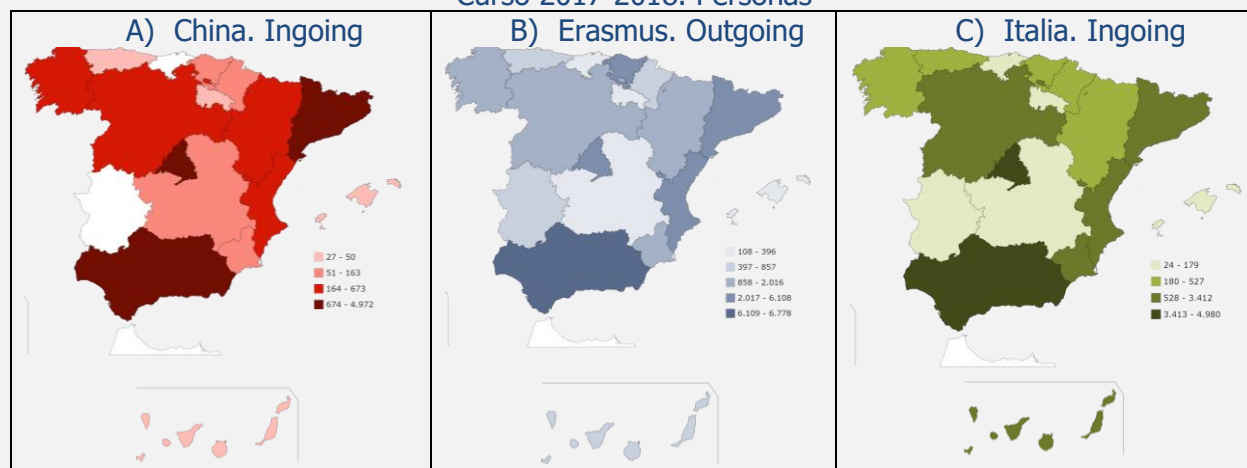 Curso 2017-2018. Personas
A) China. Ingoing
27 - 50
51 - 163
164 - 673
674 - 4.972
B) Erasmus. Outgoing
108 - 396
397 - 857
858 - 2.016
2.017 - 6.108
6.109 - 6.778
C) Italia. Ingoing
24 - 179
180 - 527
528 - 3.412
3.413 - 4.980